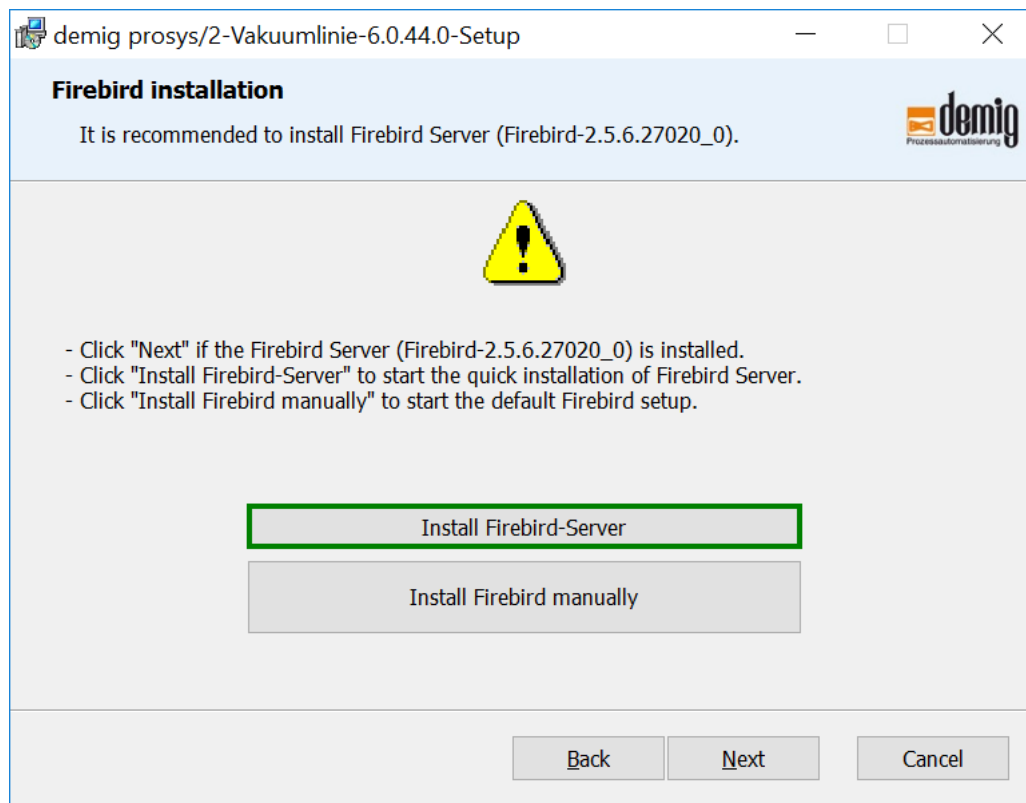 demig prosys/2-Vakuumlinie-6.0.44.0-Setup
Firebird installation
It is recommended to install Firebird Server (Firebird-2.5.6.27020_0).
demig
Prozessautomatisierung
- Click "Next" if the Firebird Server (Firebird-2.5.6.27020_0) is installed.
- Click "Install Firebird-Server" to start the quick installation of Firebird Server.
- Click "Install Firebird manually" to start the default Firebird setup.
Install Firebird-Server
Install Firebird manually
Back Next Cancel